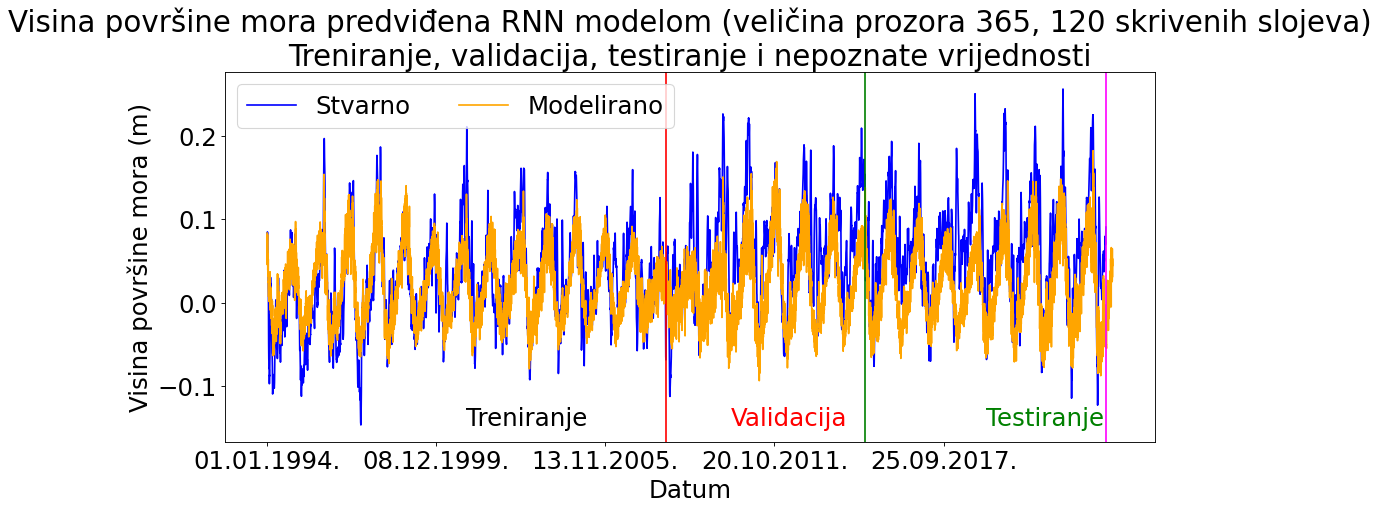 Visina površine mora predviđena RNN modelom (veličina prozora 365, 120 skrivenih slojeva)
Treniranje, validacija, testiranje i nepoznate vrijednosti
Stvarno Modelirano
Visina površine mora (m)
0.2
0.1
0.0
−0.1
Treniranje Validacija Testiranje
01.01.1994. 08.12.1999. 13.11.2005. 20.10.2011. 25.09.2017.
Datum